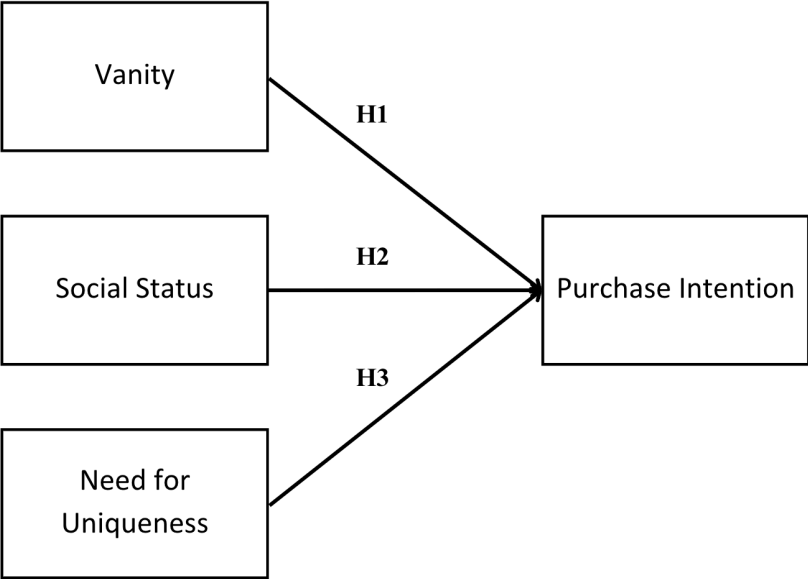 Vanity
H1
H2
Social Status
Purchase Intention
H3
Need for
Uniqueness